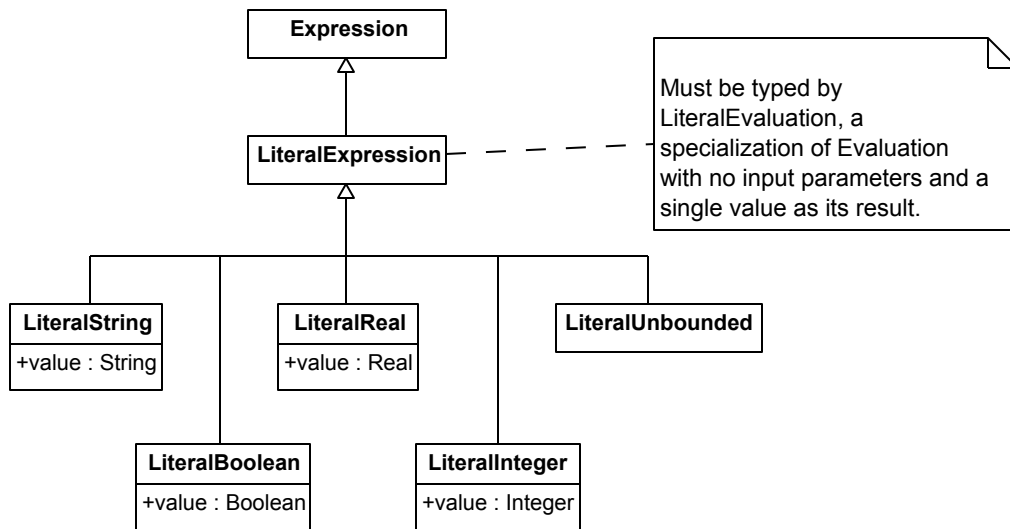 Expression
LiteralExpression
Must be typed by
LiteralEvaluation, a
specialization of Evaluation
with no input parameters and a
single value as its result.
LiteralString
+value : String
LiteralReal
+value : Real
LiteralUnbounded
LiteralBoolean
+value : Boolean
LiteralInteger
+value : Integer